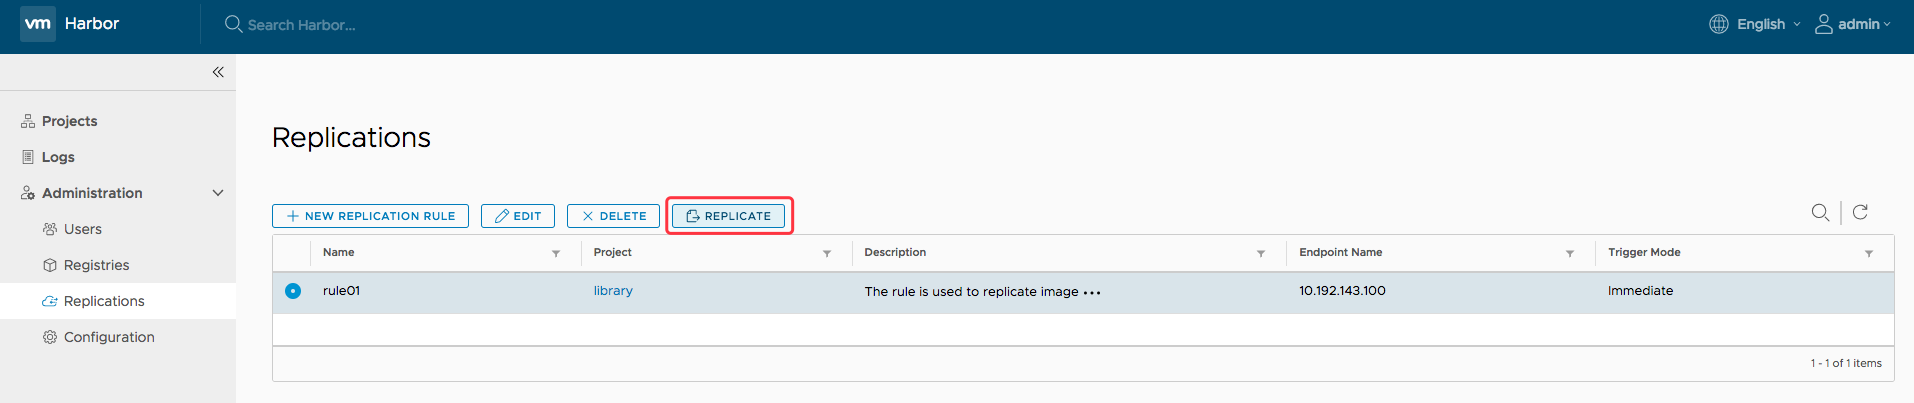 vm Harbor Search Harbor... English admin
Projects
Logs
Administration
Users
Registries
Replications
Configuration
Replications
NEW REPLICATION RULE EDIT DELETE REPLICATE
Name Project Description Endpoint Name Trigger Mode
rule01 library The rule is used to replicate image ••• 10.192.143.100 Immediate
1 - 1 of 1 items